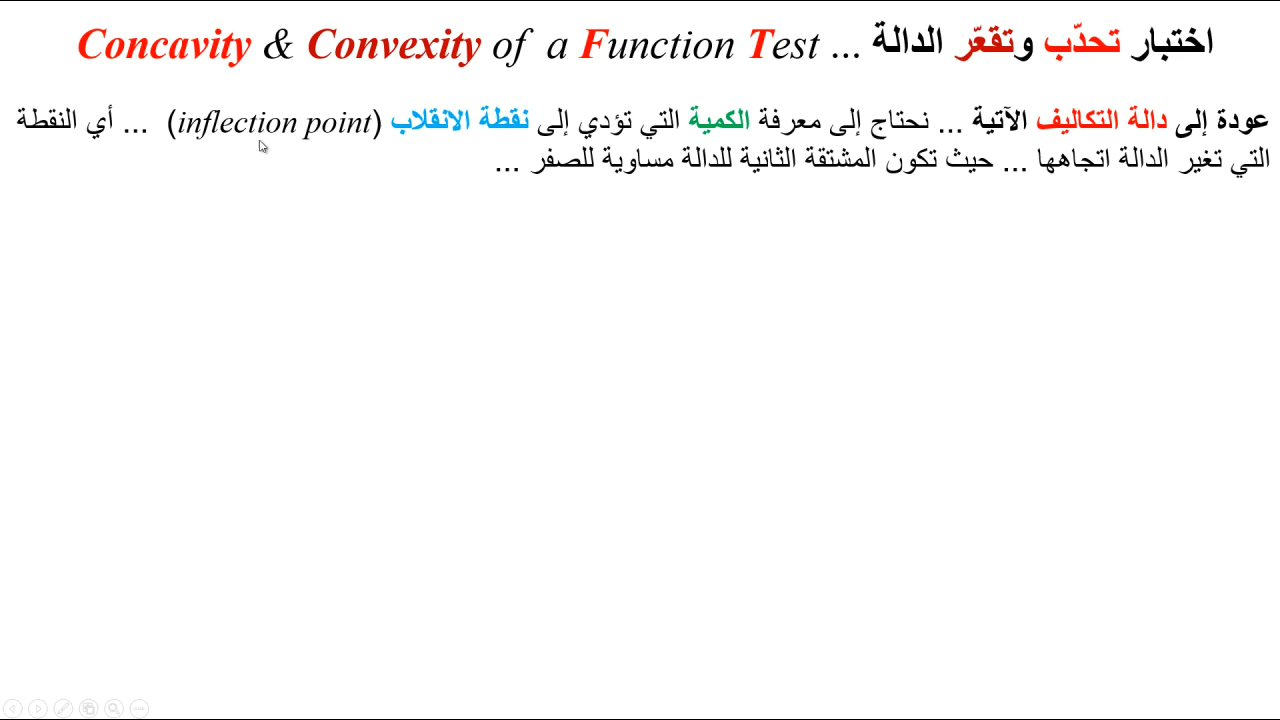 اختبار تحدّب وتقعّر الدالة ... Concavity & Convexity of a Function Test
عودة إلى دالة التكاليف الآتية ... نحتاج إلى معرفة الكمية التي تؤدي إلى نقطة الانقلاب (inflection point) ... أي النقطة
التي تغير الدالة اتجاهها ... حيث تكون المشتقة الثانية للدالة مساوية للصفر ...